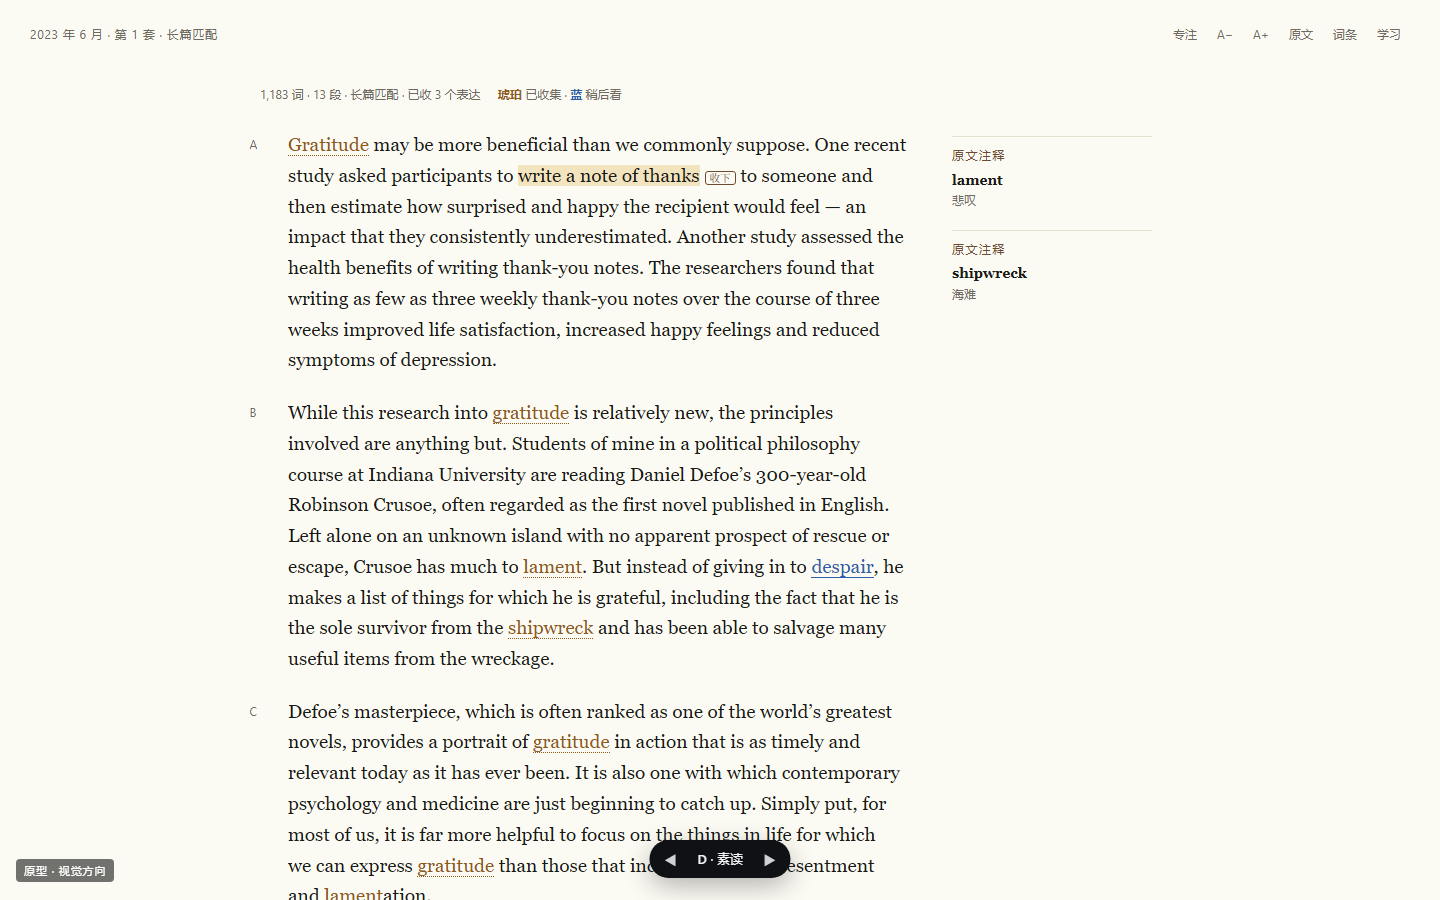 2023 年 6 月 · 第 1 套 · 长篇匹配
专注 A− A+ 原文 词条 学习
1,183 词 · 13 段 · 长篇匹配 · 已收 3 个表达 琥珀 已收集 · 蓝 稍后看
A
Gratitude may be more beneficial than we commonly suppose. One recent
study asked participants to write a note of thanks 收下 to someone and
then estimate how surprised and happy the recipient would feel — an
impact that they consistently underestimated. Another study assessed the
health benefits of writing thank-you notes. The researchers found that
writing as few as three weekly thank-you notes over the course of three
weeks improved life satisfaction, increased happy feelings and reduced
symptoms of depression.
原文注释
lament
悲叹
原文注释
shipwreck
海难
B
While this research into gratitude is relatively new, the principles
involved are anything but. Students of mine in a political philosophy
course at Indiana University are reading Daniel Defoe’s 300-year-old
Robinson Crusoe, often regarded as the first novel published in English.
Left alone on an unknown island with no apparent prospect of rescue or
escape, Crusoe has much to lament. But instead of giving in to despair, he
makes a list of things for which he is grateful, including the fact that he is
the sole survivor from the shipwreck and has been able to salvage many
useful items from the wreckage.
C
Defoe’s masterpiece, which is often ranked as one of the world’s greatest
novels, provides a portrait of gratitude in action that is as timely and
relevant today as it has ever been. It is also one with which contemporary
psychology and medicine are just beginning to catch up. Simply put, for
most of us, it is far more helpful to focus on the things in life for which
we can express gratitude than those that
and lamentation.
原型 · 视觉方向
◀ D · 素读 ▶